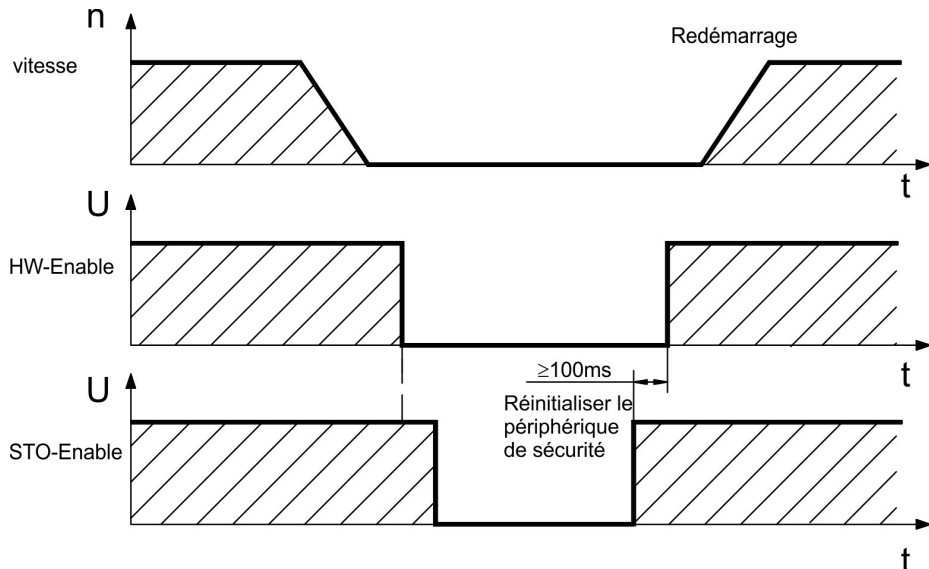 n
Redémarrage
vitesse
t
U
HW-Enable
t
≥100ms
U
Réinitialiser le
périphérique
de sécurité
STO-Enable
t